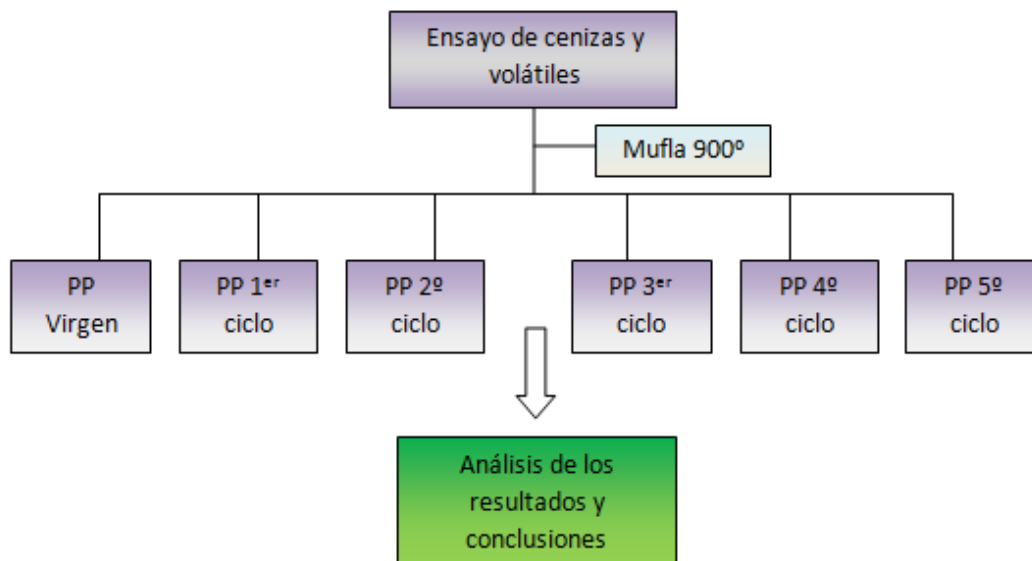 Ensayo de cenizas y
volátiles
Mufla 900º
PP
Virgen
PP 1er
ciclo
PP 2º
ciclo
PP 3er
ciclo
PP 4º
ciclo
PP 5º
ciclo
Análisis de los
resultados y
conclusiones